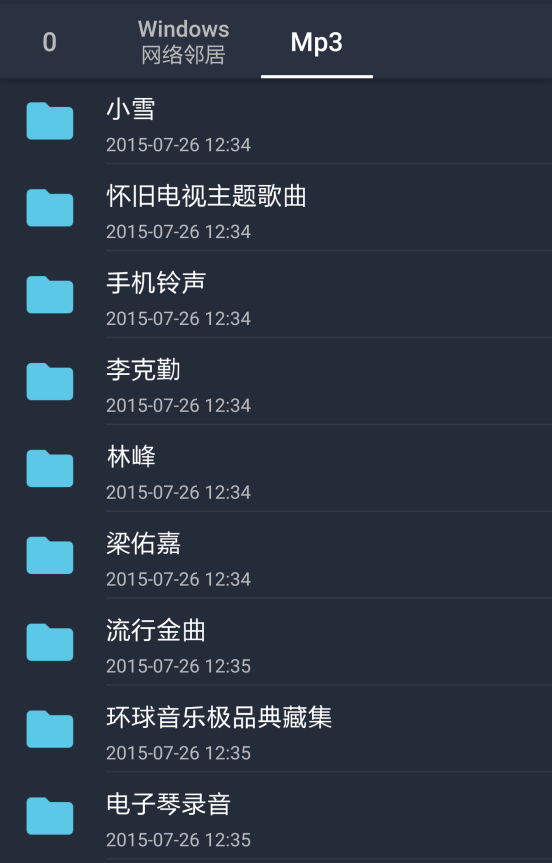 0
Windows
网络邻居
Mp3
小雪
2015-07-26 12:34
怀旧电视主题歌曲
2015-07-26 12:34
手机铃声
2015-07-26 12:34
李克勤
2015-07-26 12:34
林峰
2015-07-26 12:34
梁佑嘉
2015-07-26 12:34
流行金曲
2015-07-26 12:35
环球音乐极品典藏集
2015-07-26 12:35
电子琴录音
2015-07-26 12:35